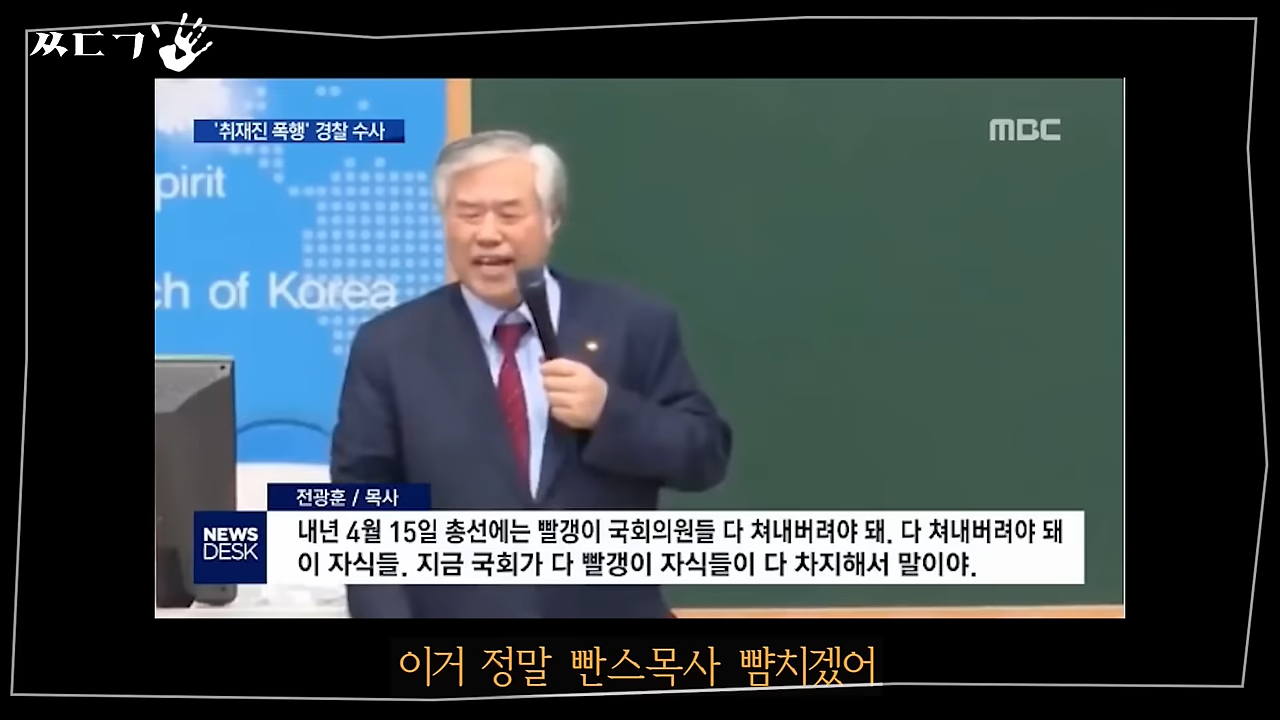 ㅆㄷㄱ
'취재진 폭행' 경찰 수사
MBC
pirit
ch of Korea
전광훈 / 목사
NEWS
DESK
내년 4월 15일 총선에는 빨갱이 국회의원들 다 쳐내버려야 돼. 다 쳐내버려야 돼
이 자식들. 지금 국회가 다 빨갱이 자식들이 다 차지해서 말이야.
이거 정말 빤스목사 뺨치겠어